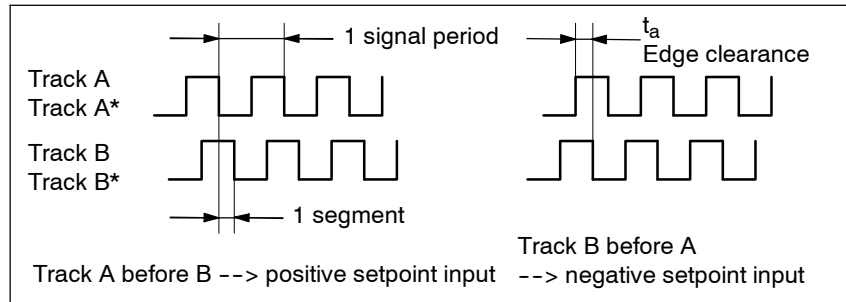 1 signal period
tₐ
Edge clearance
Track A
Track A*
Track B
Track B*
1 segment
Track A before B --> positive setpoint input
Track B before A
--> negative setpoint input